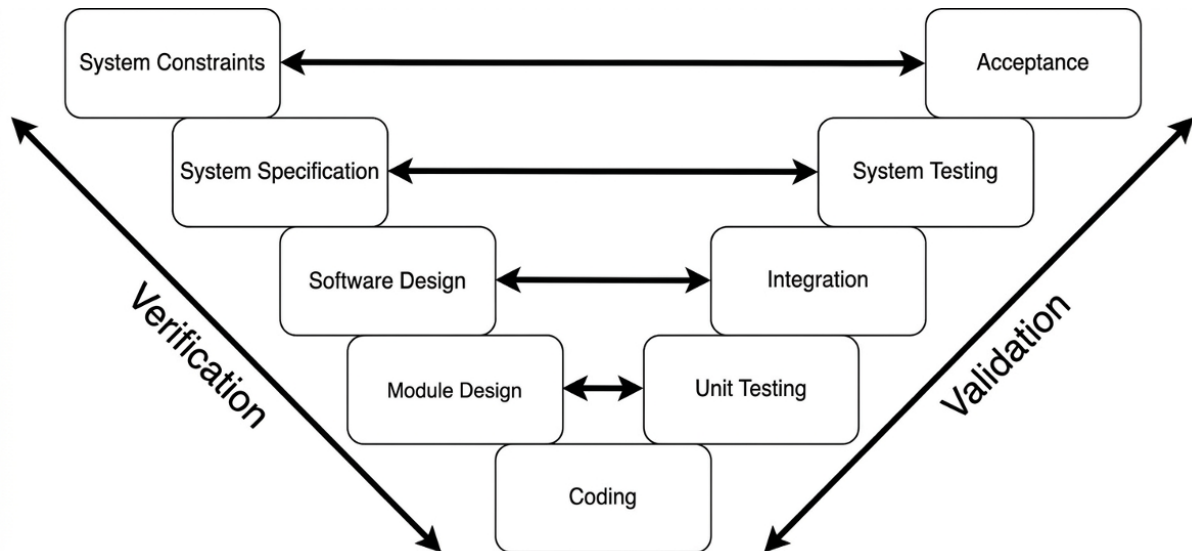 System Constraints
Acceptance
System Specification
System Testing
Software Design
Integration
Verification
Validation
Module Design
Unit Testing
Coding